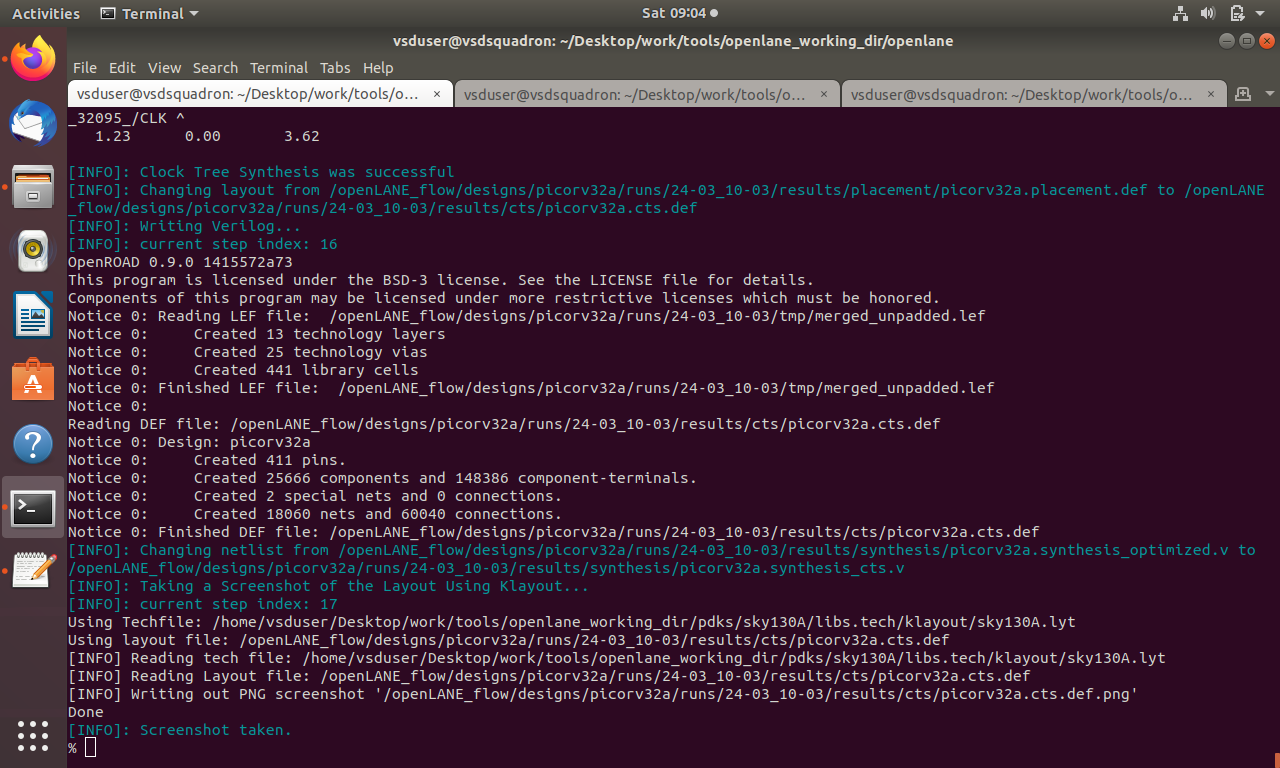 Activities Terminal Sat 09:04
vsduser@vsdsquadron: ~/Desktop/work/tools/openlane_working_dir/openlane
File Edit View Search Terminal Tabs Help
vsduser@vsdsquadron: ~/Desktop/work/tools/o... × vsduser@vsdsquadron: ~/Desktop/work/tools/o... × vsduser@vsdsquadron: ~/Desktop/work/tools/o... ×
_32095_/CLK ^
1.23 0.00 3.62
[INFO]: Clock Tree Synthesis was successful
[INFO]: Changing layout from /openLANE_flow/designs/picorv32a/runs/24-03_10-03/results/placement/picorv32a.placement.def to /openLANE
_flow/designs/picorv32a/runs/24-03_10-03/results/cts/picorv32a.cts.def
[INFO]: Writing Verilog...
[INFO]: current step index: 16
OpenROAD 0.9.0 1415572a73
This program is licensed under the BSD-3 license. See the LICENSE file for details.
Components of this program may be licensed under more restrictive licenses which must be honored.
Notice 0: Reading LEF file:  /openLANE_flow/designs/picorv32a/runs/24-03_10-03/tmp/merged_unpadded.lef
Notice 0:     Created 13 technology layers
Notice 0:     Created 25 technology vias
Notice 0:     Created 441 library cells
Notice 0: Finished LEF file:  /openLANE_flow/designs/picorv32a/runs/24-03_10-03/tmp/merged_unpadded.lef
Notice 0:
Reading DEF file: /openLANE_flow/designs/picorv32a/runs/24-03_10-03/results/cts/picorv32a.cts.def
Notice 0: Design: picorv32a
Notice 0:     Created 411 pins.
Notice 0:     Created 25666 components and 148386 component-terminals.
Notice 0:     Created 2 special nets and 0 connections.
Notice 0:     Created 18060 nets and 60040 connections.
Notice 0: Finished DEF file: /openLANE_flow/designs/picorv32a/runs/24-03_10-03/results/cts/picorv32a.cts.def
[INFO]: Changing netlist from /openLANE_flow/designs/picorv32a/runs/24-03_10-03/results/synthesis/picorv32a.synthesis_optimized.v to
/openLANE_flow/designs/picorv32a/runs/24-03_10-03/results/synthesis/picorv32a.synthesis_cts.v
[INFO]: Taking a Screenshot of the Layout Using Klayout...
[INFO]: current step index: 17
Using Techfile: /home/vsduser/Desktop/work/tools/openlane_working_dir/pdks/sky130A/libs.tech/klayout/sky130A.lyt
Using layout file: /openLANE_flow/designs/picorv32a/runs/24-03_10-03/results/cts/picorv32a.cts.def
[INFO] Reading tech file: /home/vsduser/Desktop/work/tools/openlane_working_dir/pdks/sky130A/libs.tech/klayout/sky130A.lyt
[INFO] Reading Layout file: /openLANE_flow/designs/picorv32a/runs/24-03_10-03/results/cts/picorv32a.cts.def
[INFO] Writing out PNG screenshot '/openLANE_flow/designs/picorv32a/runs/24-03_10-03/results/cts/picorv32a.cts.def.png'
Done
[INFO]: Screenshot taken.
%